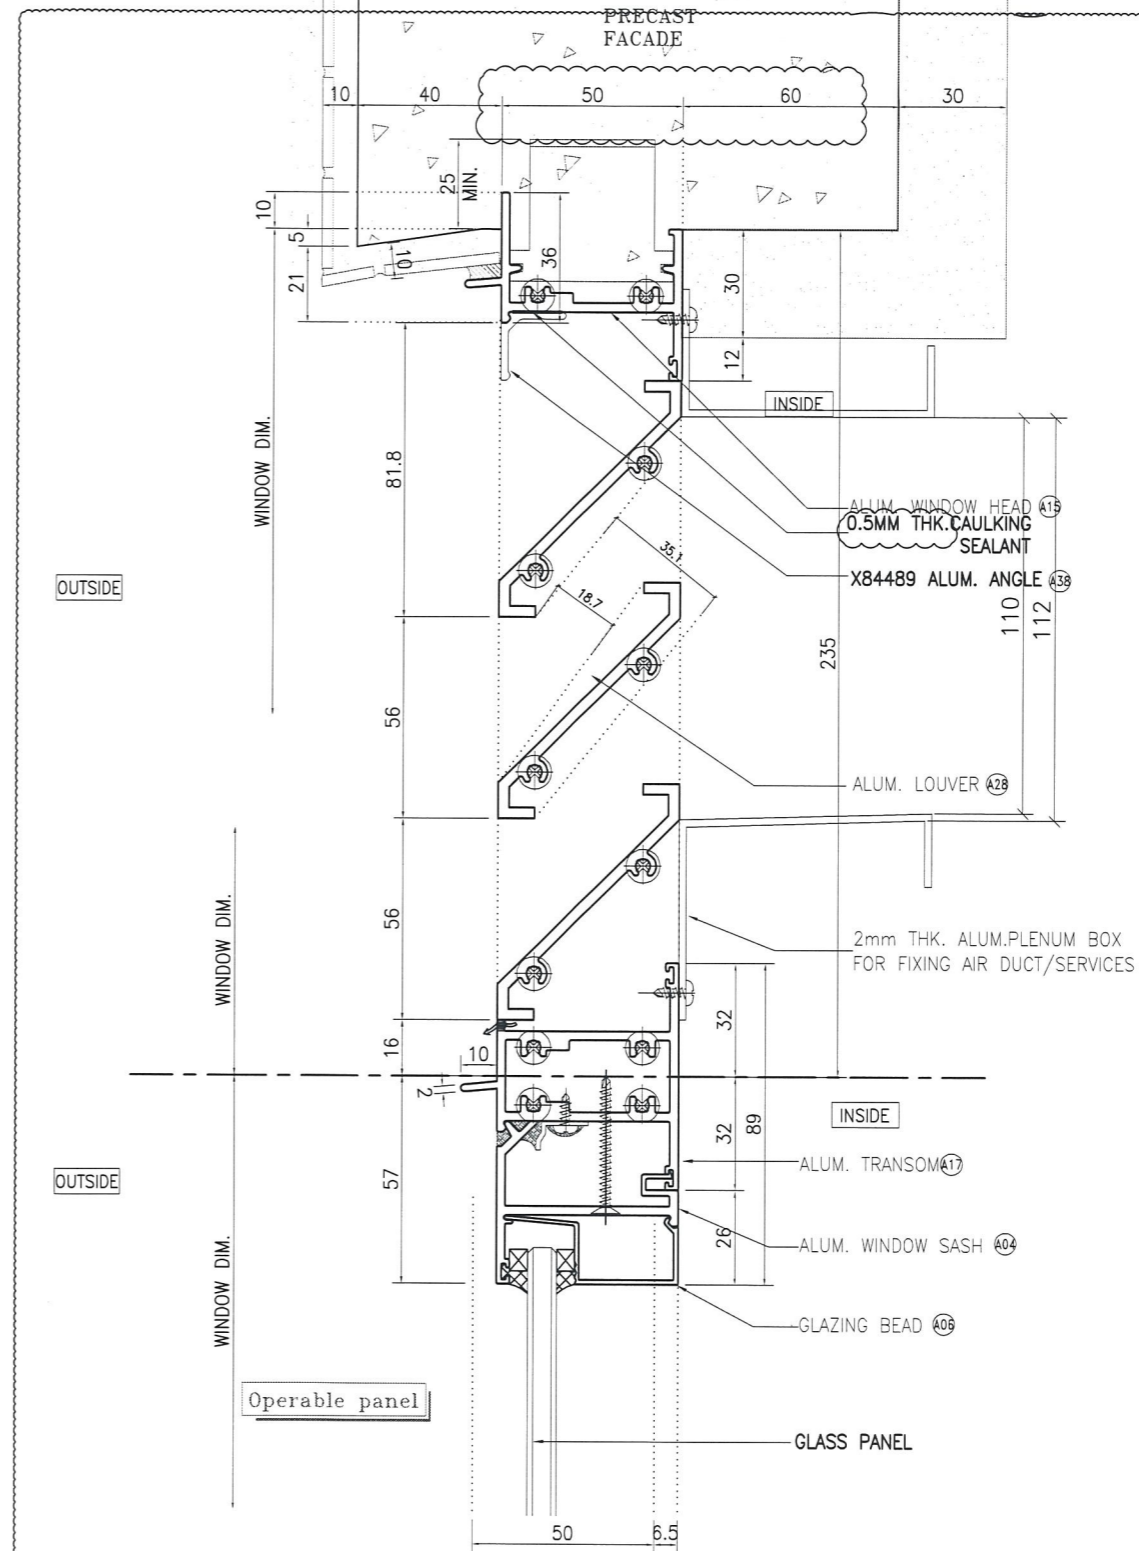 PRECAST
FACADE
10 40 50 60 30
25
MIN.
10
5
10
21
36
30
12
INSIDE
WINDOW DIM.
81.8
ALUM. WINDOW HEAD A15
0.5MM THK.CAULKING
SEALANT
X84489 ALUM. ANGLE A38
35.1
18.7
OUTSIDE
110
112
235
56
ALUM. LOUVER A28
WINDOW DIM.
56
2mm THK. ALUM.PLENUM BOX
FOR FIXING AIR DUCT/SERVICES
32
16
10
2
INSIDE
32
89
ALUM. TRANSOM A17
OUTSIDE
57
26
ALUM. WINDOW SASH A04
WINDOW DIM.
GLAZING BEAD A06
Operable panel
GLASS PANEL
50 6.5